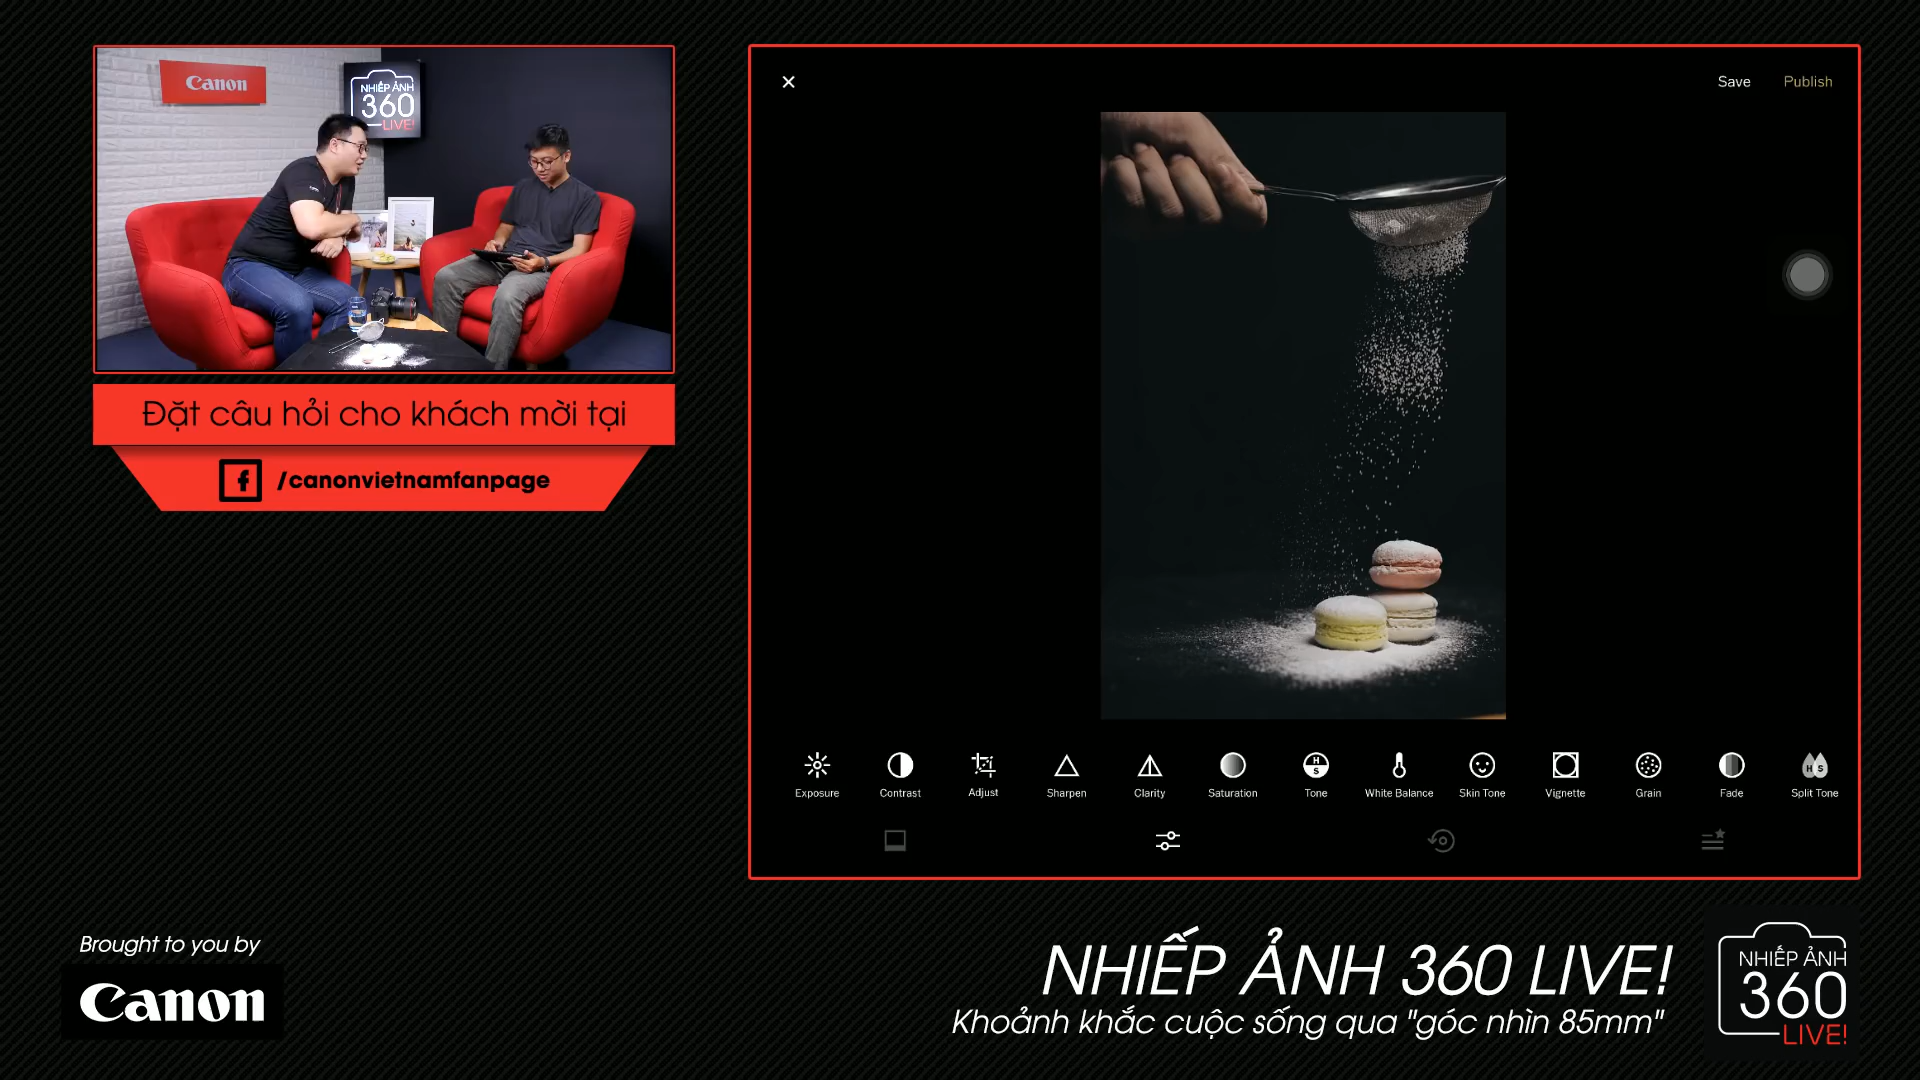 Canon
NHIẾP ẢNH
360
LIVE!
Đặt câu hỏi cho khách mời tại
f /canonvietnamfanpage
Save
Publish
Exposure
Contrast
Adjust
Sharpen
Clarity
Saturation
H
S
Tone
White Balance
Skin Tone
Vignette
Grain
Fade
H S
Split Tone
Brought to you by
Canon
NHIẾP ẢNH 360 LIVE!
Khoảnh khắc cuộc sống qua "góc nhìn 85mm"
NHIẾP ẢNH
360
LIVE!